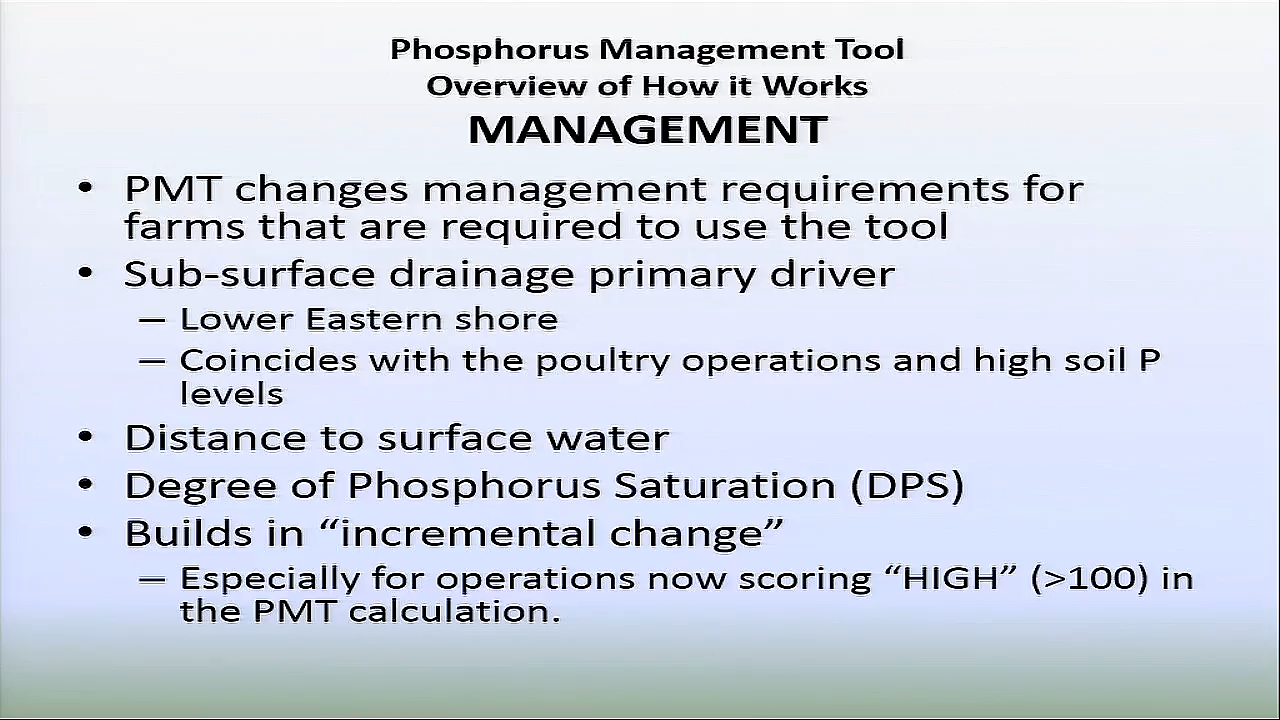 Phosphorus Management Tool
Overview of How it Works
MANAGEMENT
• PMT changes management requirements for
farms that are required to use the tool
• Sub-surface drainage primary driver
– Lower Eastern shore
– Coincides with the poultry operations and high soil P
levels
• Distance to surface water
• Degree of Phosphorus Saturation (DPS)
• Builds in “incremental change”
– Especially for operations now scoring “HIGH” (>100) in
the PMT calculation.